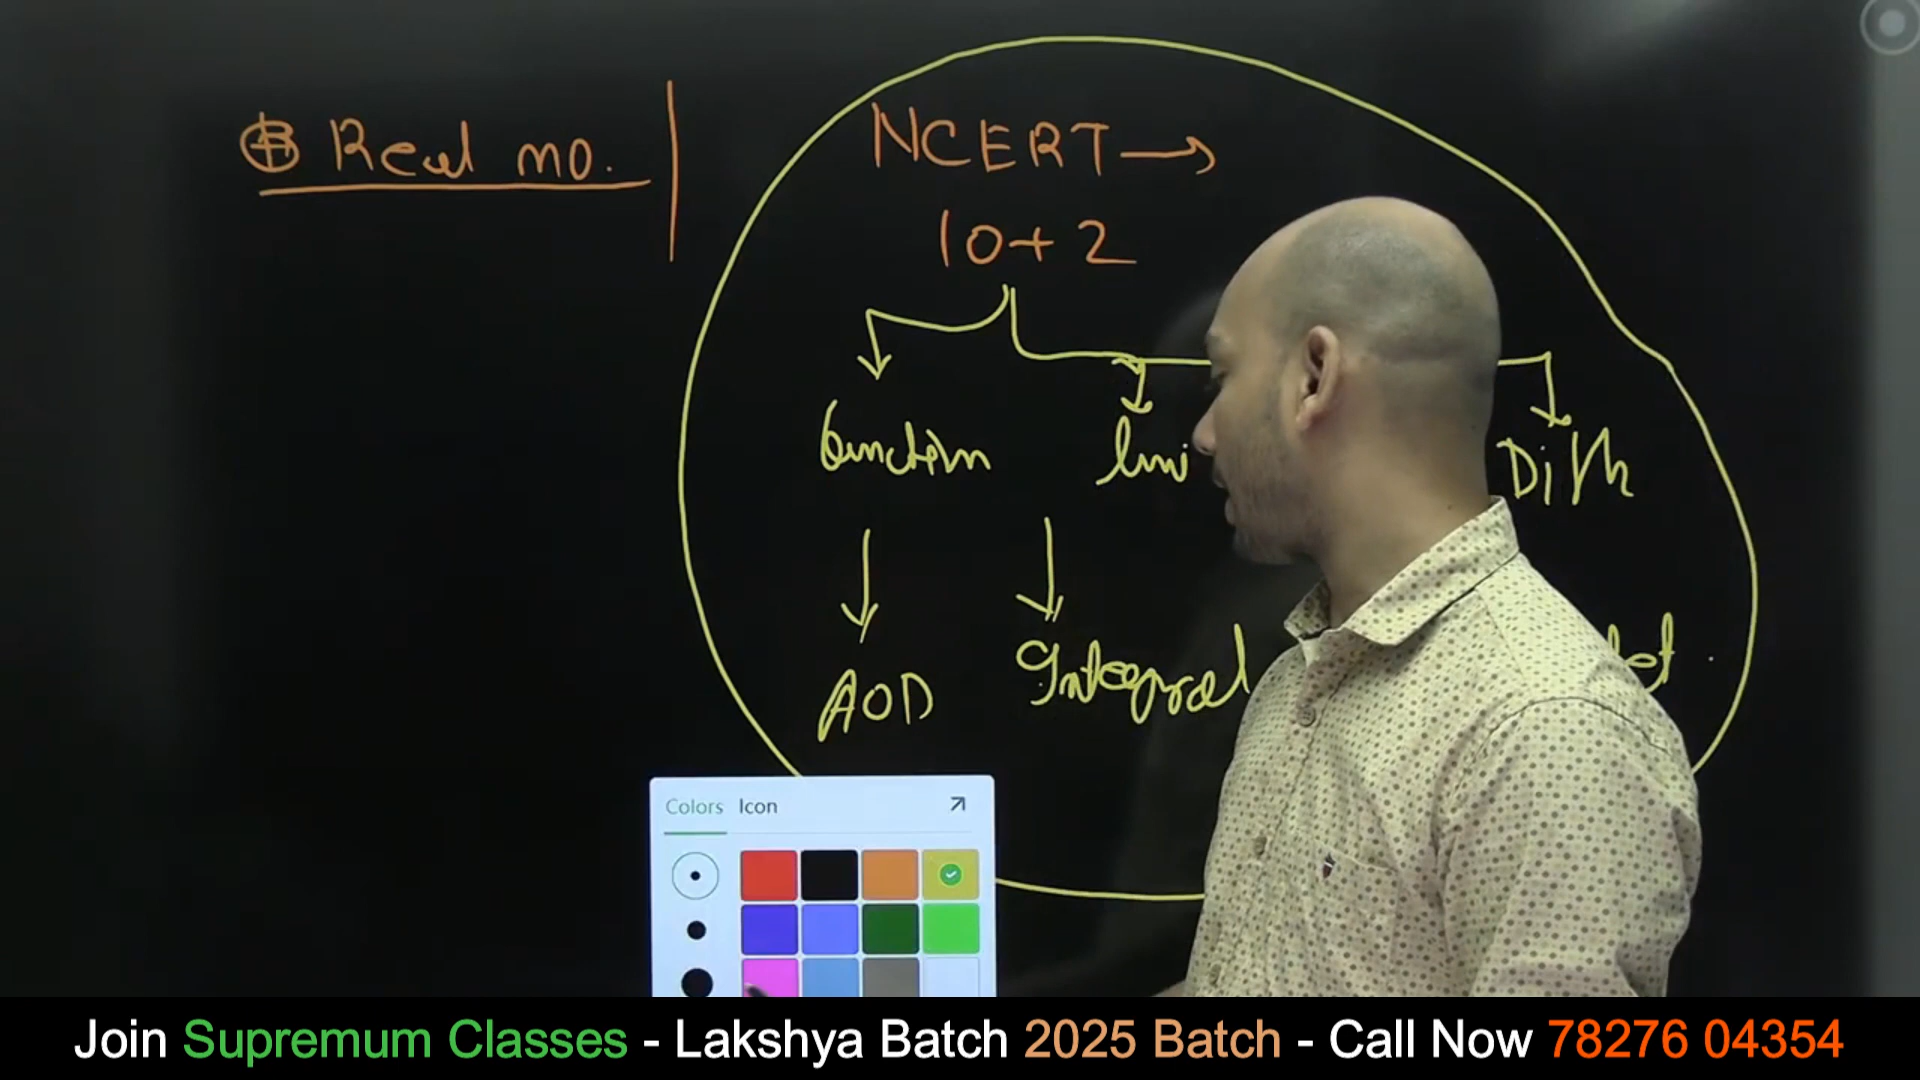 Real no.
NCERT →
10+2
function
Diff
AOD
Integral
Colors Icon
Join Supremum Classes - Lakshya Batch 2025 Batch - Call Now 78276 04354